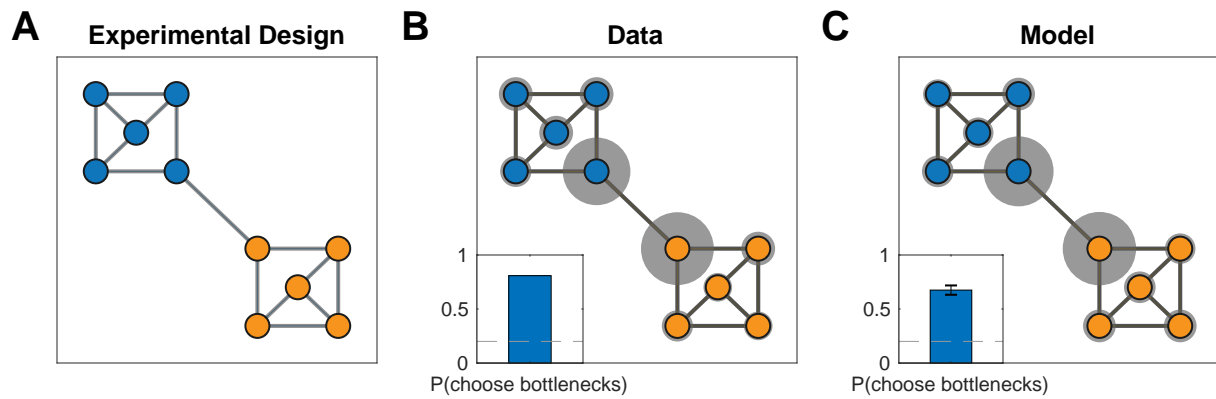 A Experimental Design
B Data
C Model
1
0.5
0
P(choose bottlenecks)
1
0.5
0
P(choose bottlenecks)